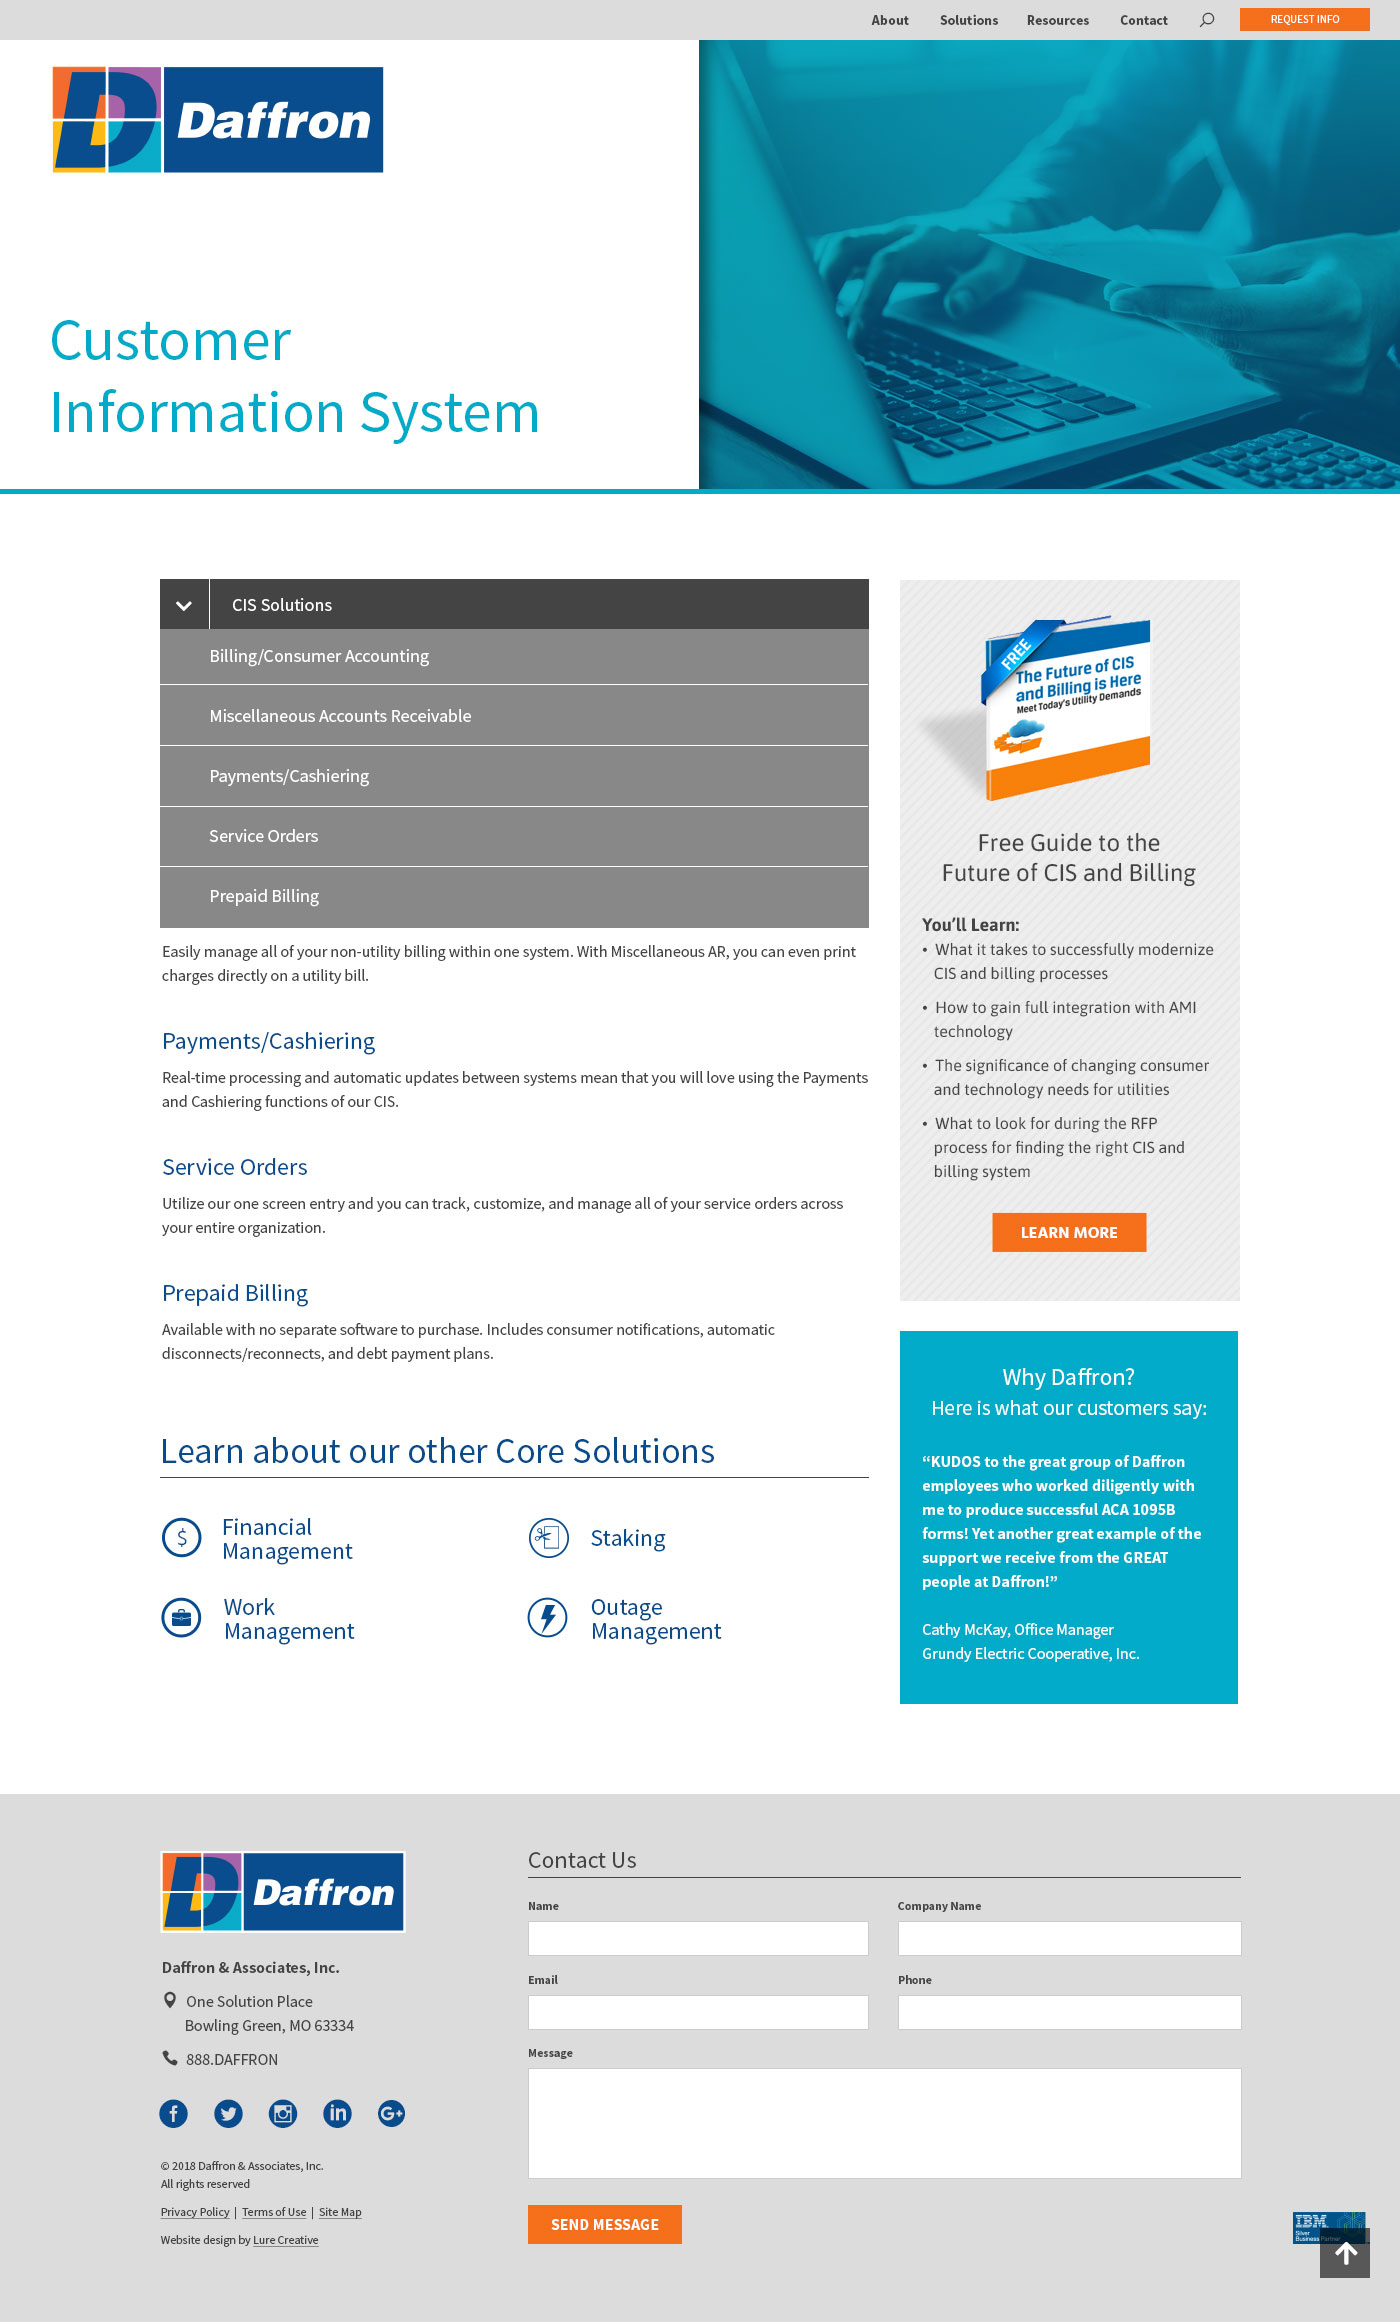 About Solutions Resources Contact REQUEST INFO
Daffron
Customer
Information System
CIS Solutions
Billing/Consumer Accounting
Miscellaneous Accounts Receivable
Payments/Cashiering
Service Orders
Prepaid Billing
Easily manage all of your non-utility billing within one system. With Miscellaneous AR, you can even print
charges directly on a utility bill.
Payments/Cashiering
Real-time processing and automatic updates between systems mean that you will love using the Payments
and Cashiering functions of our CIS.
Service Orders
Utilize our one screen entry and you can track, customize, and manage all of your service orders across
your entire organization.
Prepaid Billing
Available with no separate software to purchase. Includes consumer notifications, automatic
disconnects/reconnects, and debt payment plans.
Learn about our other Core Solutions
Financial
Management
Staking
Work
Management
Outage
Management
FREE
The Future of CIS
and Billing is Here
Meet Today's Utility Demands
Free Guide to the
Future of CIS and Billing
You'll Learn:
• What it takes to successfully modernize
CIS and billing processes
• How to gain full integration with AMI
technology
• The significance of changing consumer
and technology needs for utilities
• What to look for during the RFP
process for finding the right CIS and
billing system
LEARN MORE
Why Daffron?
Here is what our customers say:
“KUDOS to the great group of Daffron
employees who worked diligently with
me to produce successful ACA 1095B
forms! Yet another great example of the
support we receive from the GREAT
people at Daffron!”
Cathy McKay, Office Manager
Grundy Electric Cooperative, Inc.
Daffron
Daffron & Associates, Inc.
One Solution Place
Bowling Green, MO 63334
888.DAFFRON
© 2018 Daffron & Associates, Inc.
All rights reserved
Privacy Policy | Terms of Use | Site Map
Website design by Lure Creative
Contact Us
Name
Company Name
Email
Phone
Message
SEND MESSAGE
IBM
Silver
Business Partner